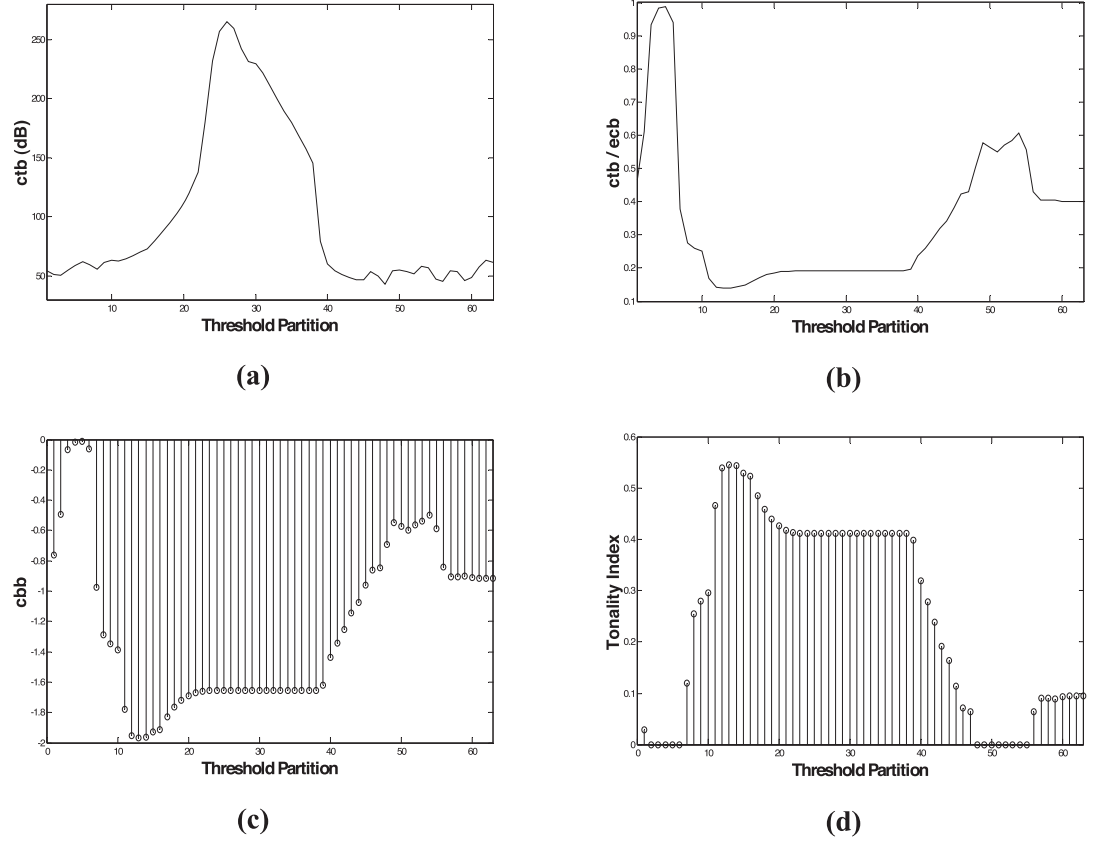 250
200
150
100
50
ctb (dB)
10 20 30 40 50 60
Threshold Partition
(a)
1
0.9
0.8
0.7
0.6
0.5
0.4
0.3
0.2
0.1
ctb / ecb
10 20 30 40 50 60
Threshold Partition
(b)
0
-0.2
-0.4
-0.6
-0.8
-1
-1.2
-1.4
-1.6
-1.8
-2
cbb
0 10 20 30 40 50 60
Threshold Partition
(c)
0.6
0.5
0.4
0.3
0.2
0.1
0
Tonality Index
0 10 20 30 40 50 60
Threshold Partition
(d)